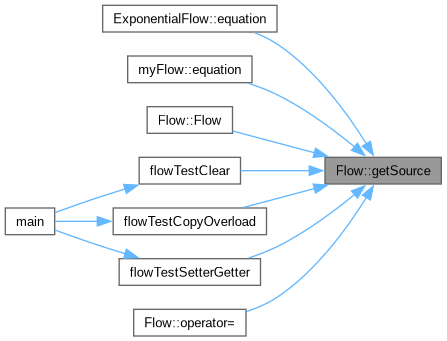 ExponentialFlow::equation
myFlow::equation
Flow::Flow
flowTestClear
Flow::getSource
main
flowTestCopyOverload
flowTestSetterGetter
Flow::operator=